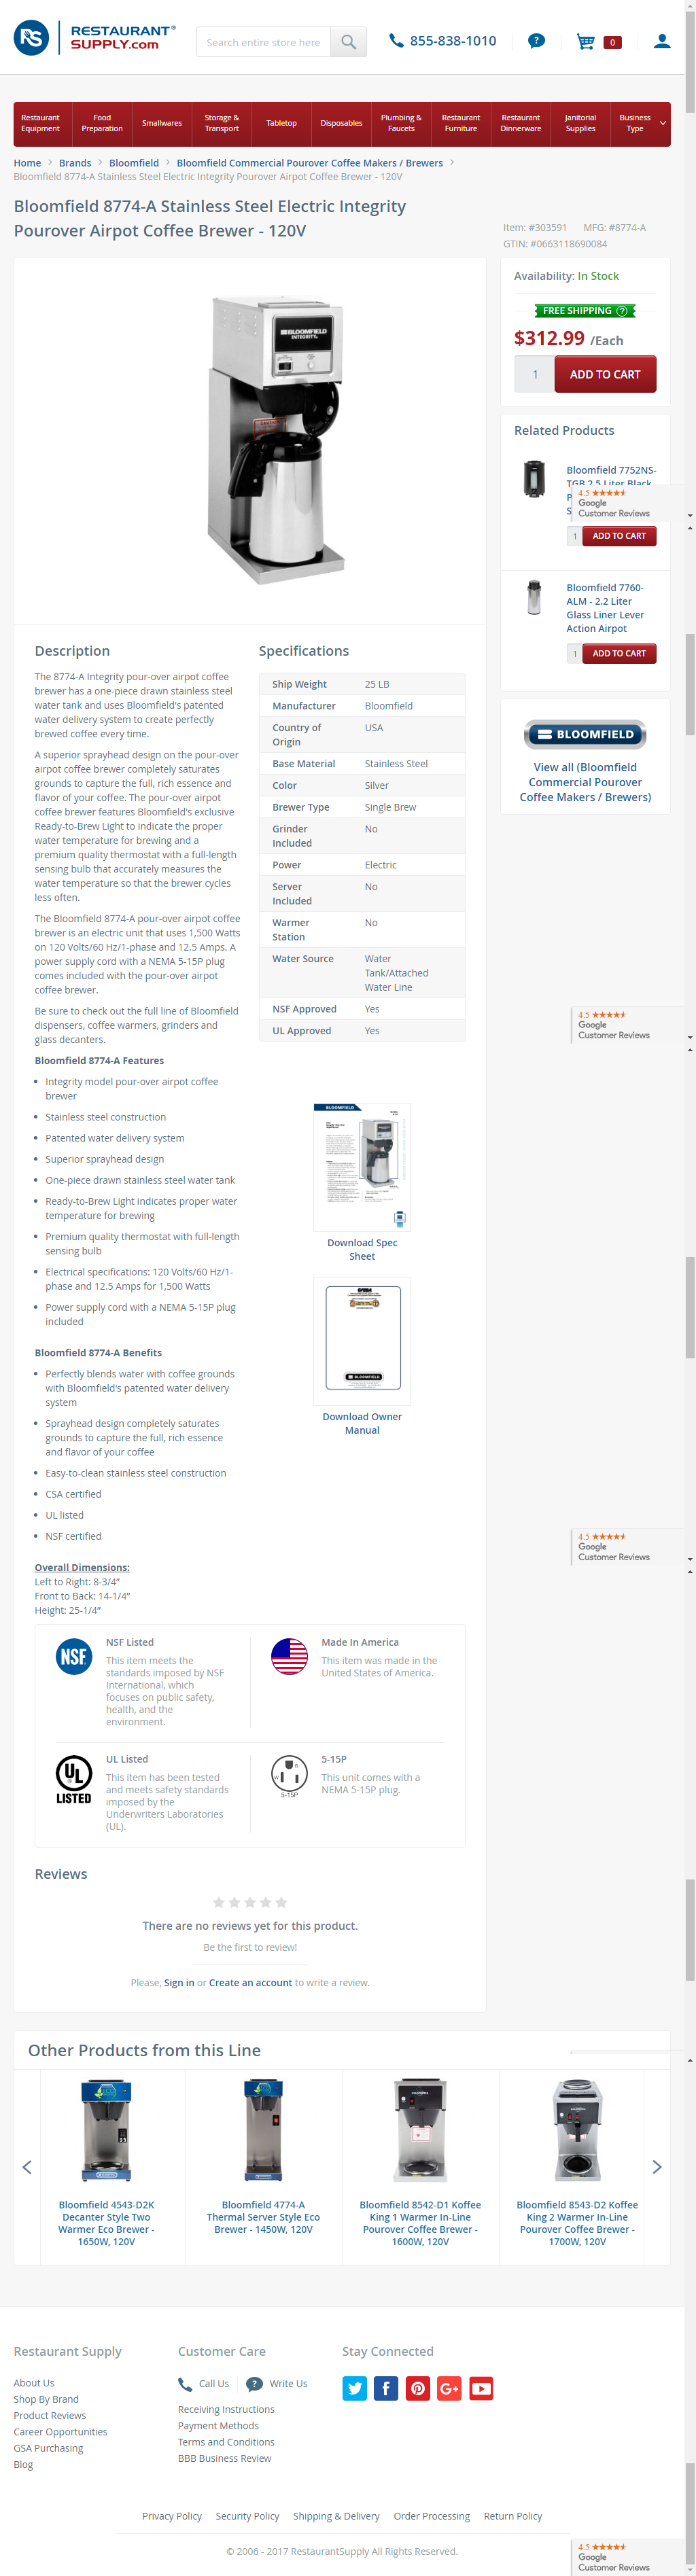 RS RESTAURANT®
SUPPLY.com
Search entire store here
855-838-1010
?
0
Restaurant Equipment
Food Preparation
Smallwares
Storage & Transport
Tabletop
Disposables
Plumbing & Faucets
Restaurant Furniture
Restaurant Dinnerware
Janitorial Supplies
Business Type
Home > Brands > Bloomfield > Bloomfield Commercial Pourover Coffee Makers / Brewers >
Bloomfield 8774-A Stainless Steel Electric Integrity Pourover Airpot Coffee Brewer - 120V
Bloomfield 8774-A Stainless Steel Electric Integrity
Pourover Airpot Coffee Brewer - 120V
Item: #303591 MFG: #8774-A
GTIN: #0663118690084
BLOOMFIELD
INTEGRITY.
Availability: In Stock
FREE SHIPPING ?
$312.99 /Each
1 ADD TO CART
Related Products
Bloomfield 7752NS-
TGB 2.5 Liter Black
4.5
Google
Customer Reviews
1 ADD TO CART
Bloomfield 7760-
ALM - 2.2 Liter
Glass Liner Lever
Action Airpot
1 ADD TO CART
BLOOMFIELD
View all (Bloomfield
Commercial Pourover
Coffee Makers / Brewers)
Description
The 8774-A Integrity pour-over airpot coffee
brewer has a one-piece drawn stainless steel
water tank and uses Bloomfield's patented
water delivery system to create perfectly
brewed coffee every time.
A superior sprayhead design on the pour-over
airpot coffee brewer completely saturates
grounds to capture the full, rich essence and
flavor of your coffee. The pour-over airpot
coffee brewer features Bloomfield's exclusive
Ready-to-Brew Light to indicate the proper
water temperature for brewing and a
premium quality thermostat with a full-length
sensing bulb that accurately measures the
water temperature so that the brewer cycles
less often.
The Bloomfield 8774-A pour-over airpot coffee
brewer is an electric unit that uses 1,500 Watts
on 120 Volts/60 Hz/1-phase and 12.5 Amps. A
power supply cord with a NEMA 5-15P plug
comes included with the pour-over airpot
coffee brewer.
Be sure to check out the full line of Bloomfield
dispensers, coffee warmers, grinders and
glass decanters.
Bloomfield 8774-A Features
• Integrity model pour-over airpot coffee
brewer
• Stainless steel construction
• Patented water delivery system
• Superior sprayhead design
• One-piece drawn stainless steel water tank
• Ready-to-Brew Light indicates proper water
temperature for brewing
• Premium quality thermostat with full-length
sensing bulb
• Electrical specifications: 120 Volts/60 Hz/1-
phase and 12.5 Amps for 1,500 Watts
• Power supply cord with a NEMA 5-15P plug
included
Bloomfield 8774-A Benefits
• Perfectly blends water with coffee grounds
with Bloomfield's patented water delivery
system
• Sprayhead design completely saturates
grounds to capture the full, rich essence
and flavor of your coffee
• Easy-to-clean stainless steel construction
• CSA certified
• UL listed
• NSF certified
Overall Dimensions:
Left to Right: 8-3/4"
Front to Back: 14-1/4"
Height: 25-1/4"
Specifications
Ship Weight 25 LB
Manufacturer Bloomfield
Country of Origin USA
Base Material Stainless Steel
Color Silver
Brewer Type Single Brew
Grinder Included No
Power Electric
Server Included No
Warmer Station No
Water Source Water Tank/Attached Water Line
NSF Approved Yes
UL Approved Yes
BLOOMFIELD
Download Spec
Sheet
BLOOMFIELD
Download Owner
Manual
4.5
Google
Customer Reviews
4.5
Google
Customer Reviews
NSF
NSF Listed
This item meets the
standards imposed by NSF
International, which
focuses on public safety,
health, and the
environment.
Made In America
This item was made in the
United States of America.
UL
LISTED
UL Listed
This item has been tested
and meets safety standards
imposed by the
Underwriters Laboratories
(UL).
n
W
5-15P
5-15P
This unit comes with a
NEMA 5-15P plug.
Reviews
There are no reviews yet for this product.
Be the first to review!
Please, Sign in or Create an account to write a review.
Other Products from this Line
Bloomfield 4543-D2K
Decanter Style Two
Warmer Eco Brewer -
1650W, 120V
Bloomfield 4774-A
Thermal Server Style Eco
Brewer - 1450W, 120V
Bloomfield 8542-D1 Koffee
King 1 Warmer In-Line
Pourover Coffee Brewer -
1600W, 120V
Bloomfield 8543-D2 Koffee
King 2 Warmer In-Line
Pourover Coffee Brewer -
1700W, 120V
Restaurant Supply
About Us
Shop By Brand
Product Reviews
Career Opportunities
GSA Purchasing
Blog
Customer Care
Call Us ? Write Us
Receiving Instructions
Payment Methods
Terms and Conditions
BBB Business Review
Stay Connected
f G+
Privacy Policy Security Policy Shipping & Delivery Order Processing Return Policy
© 2006 - 2017 RestaurantSupply All Rights Reserved.
4.5
Google
Customer Reviews